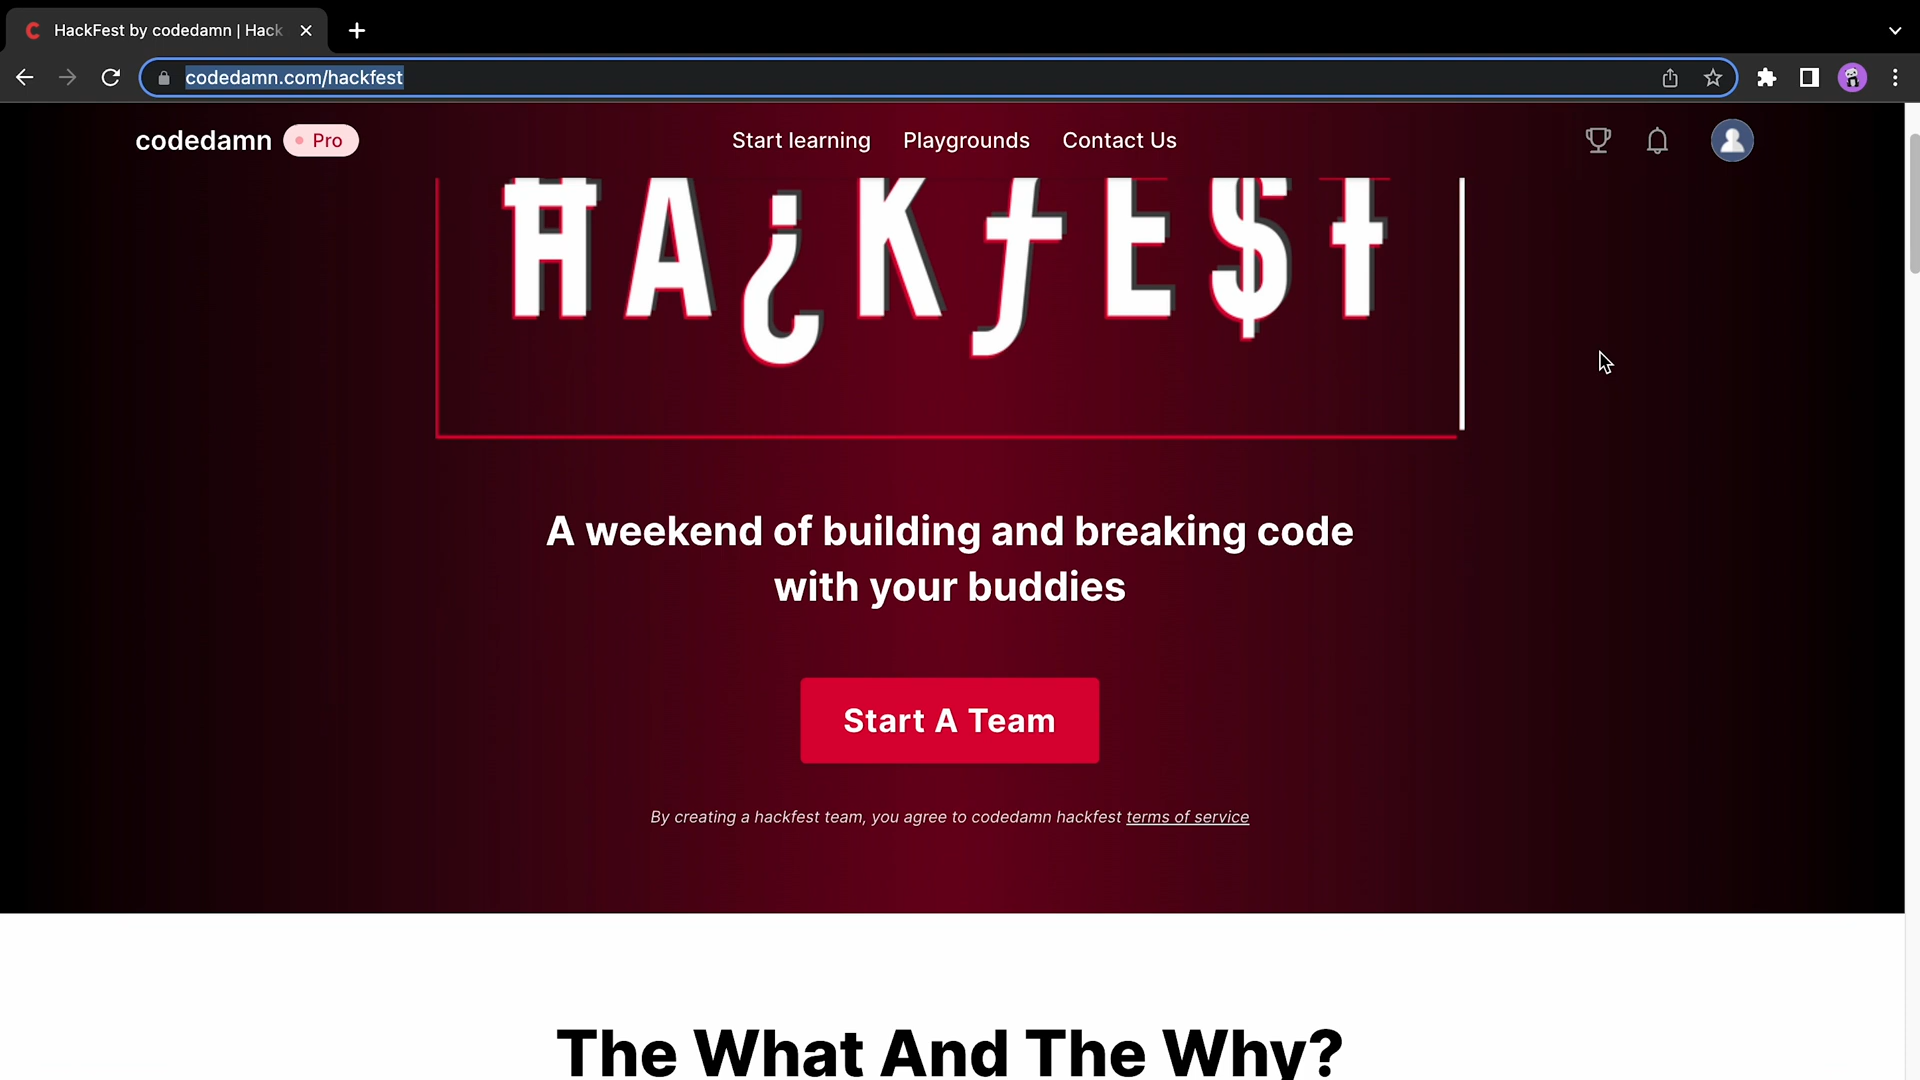 HackFest by codedamn | Hack
codedamn.com/hackfest
codedamn
Pro
Start learning
Playgrounds
Contact Us
ĦA¿KƒE$Ɨ
A weekend of building and breaking code
with your buddies
Start A Team
By creating a hackfest team, you agree to codedamn hackfest terms of service
The What And The Why?